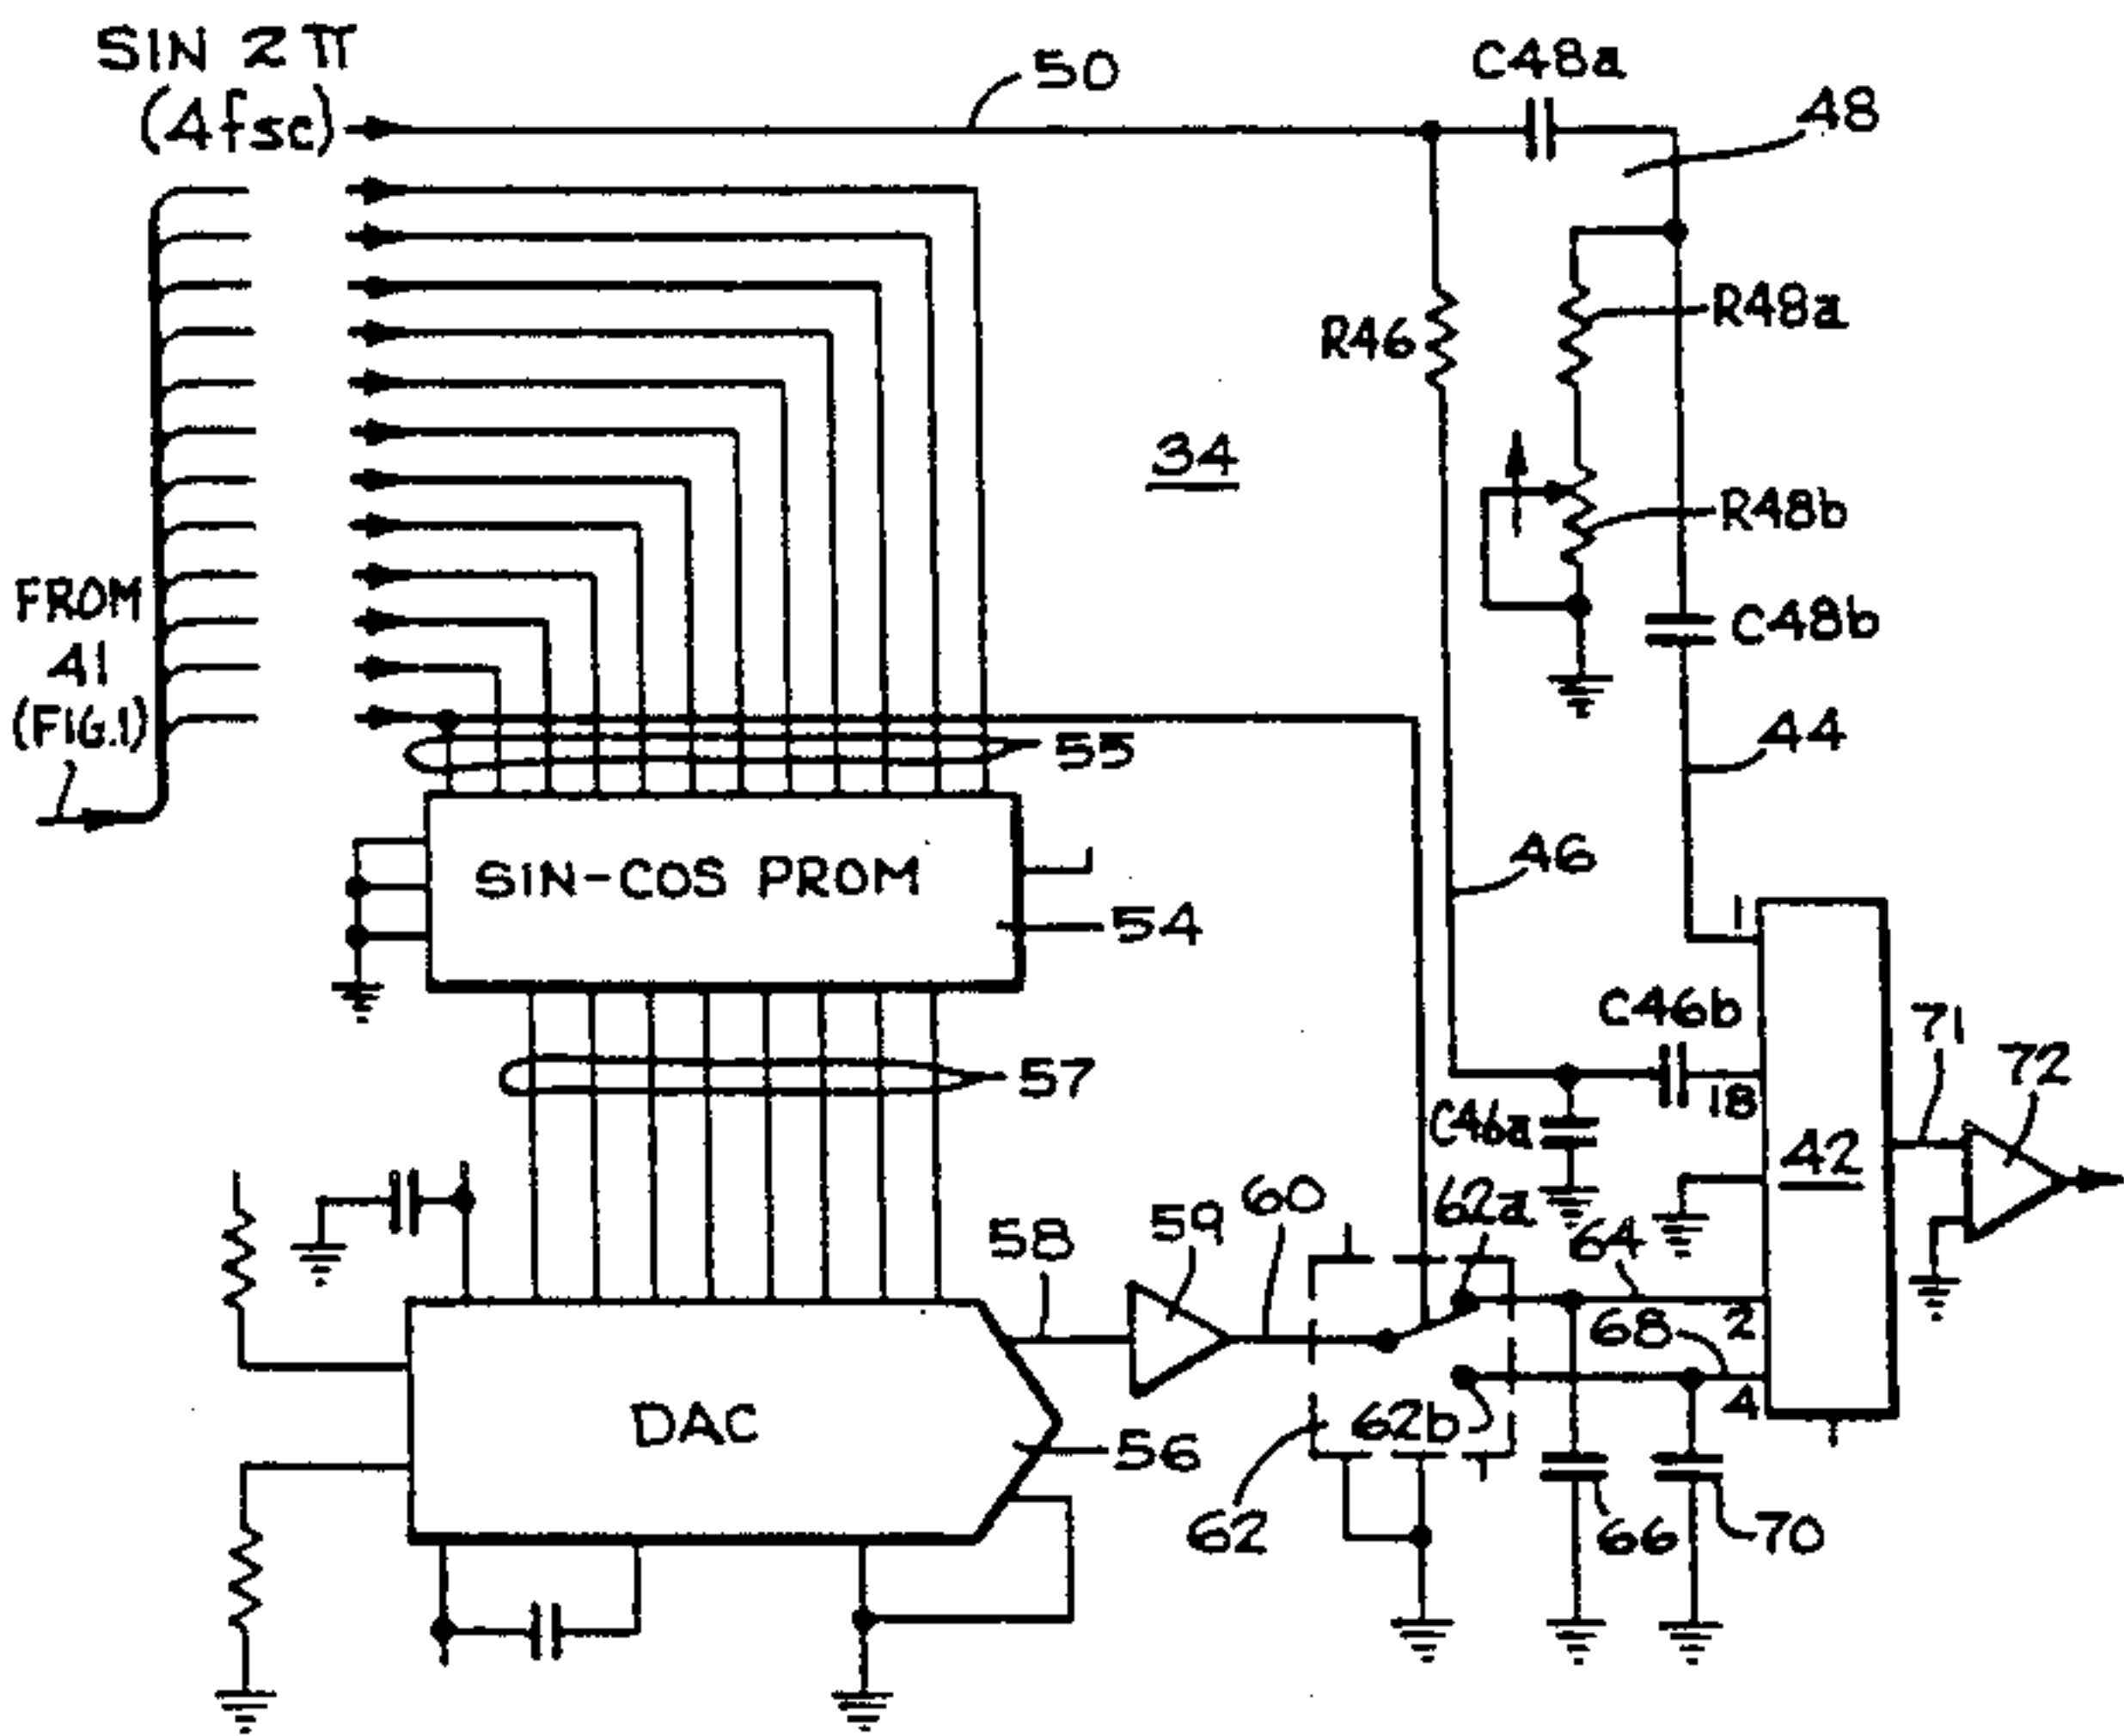 SIN 2π
(4fsc)
50
C48a
48
R48a
R46
34
R48b
FROM
41
(FIG.1)
C48b
55
44
46
SIN-COS PROM
54
1
C46b
71
72
57
18
C46a
42
58
59
60
62a
64
68
2
4
DAC
56
62b
62
66
70